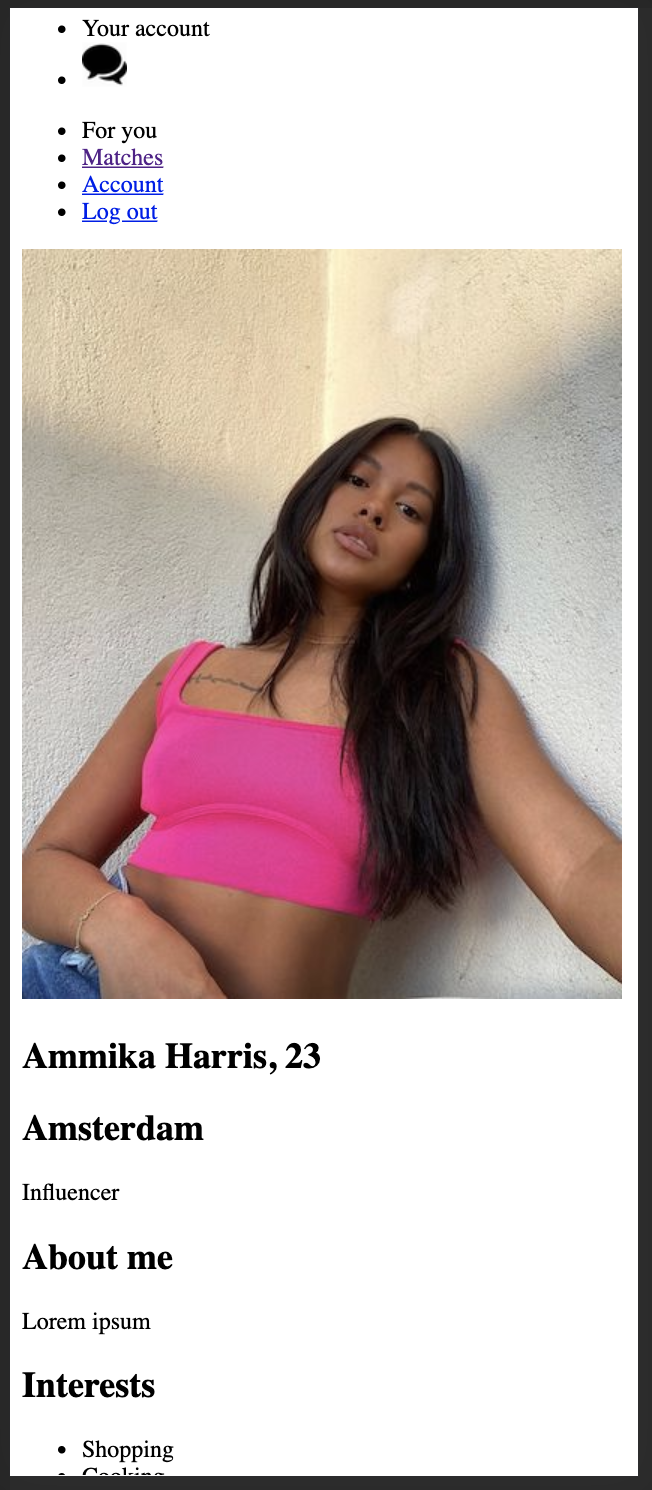 Your account
For you
Matches
Account
Log out
Ammika Harris, 23
Amsterdam
Influencer
About me
Lorem ipsum
Interests
Shopping
Cooking